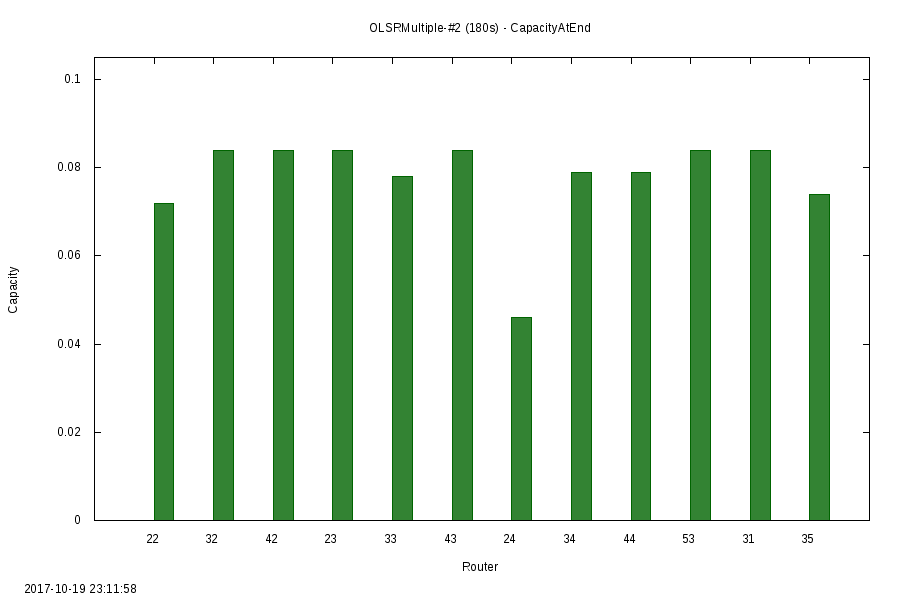 OLSRMultiple-#2 (180s) - CapacityAtEnd
0.1
0.08
0.06
0.04
0.02
0
Capacity
22 32 42 23 33 43 24 34 44 53 31 35
Router
2017-10-19 23:11:58